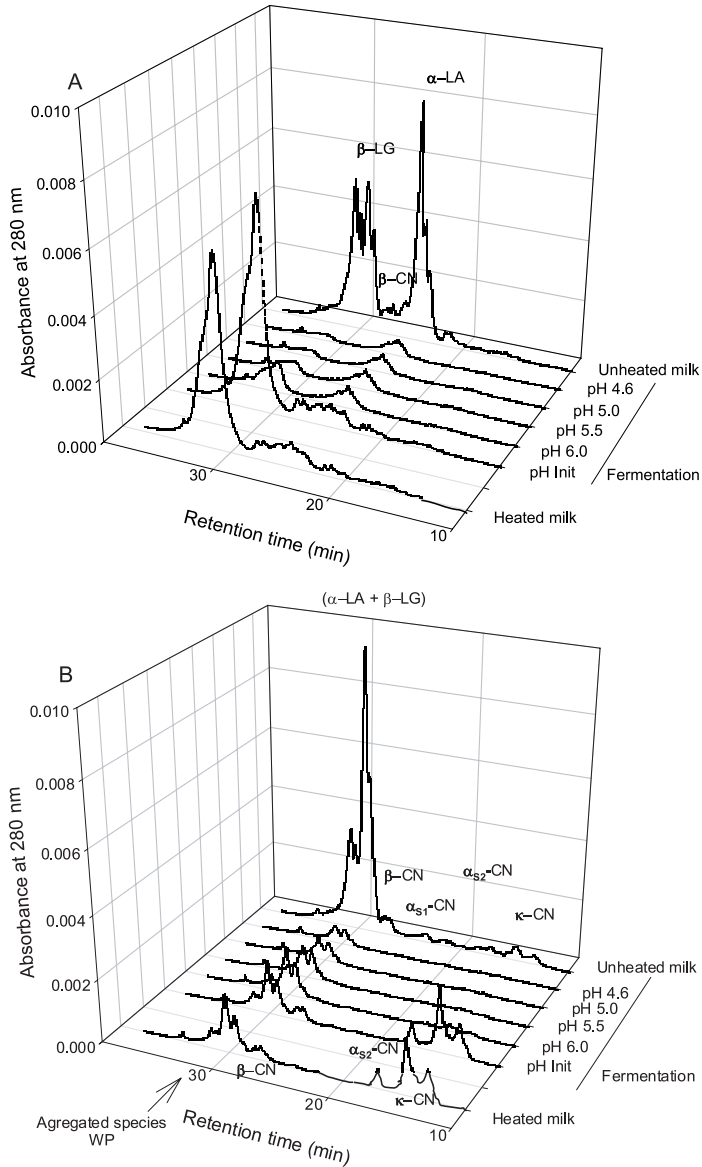 A
α–LA
0.010
β–LG
0.008
0.006
β–CN
Absorbance at 280 nm
0.004
0.002
0.000
Unheated milk
pH 4.6
pH 5.0
pH 5.5
pH 6.0
pH Init
Fermentation
Heated milk
30
20
10
Retention time (min)
(α–LA + β–LG)
B
0.010
0.008
0.006
Absorbance at 280 nm
0.004
0.002
0.000
β–CN
αS2-CN
αS1-CN
κ–CN
Unheated milk
pH 4.6
pH 5.0
pH 5.5
pH 6.0
pH Init
Fermentation
Heated milk
αS2-CN
β–CN
κ–CN
30
20
10
Agregated species
WP
Retention time (min)